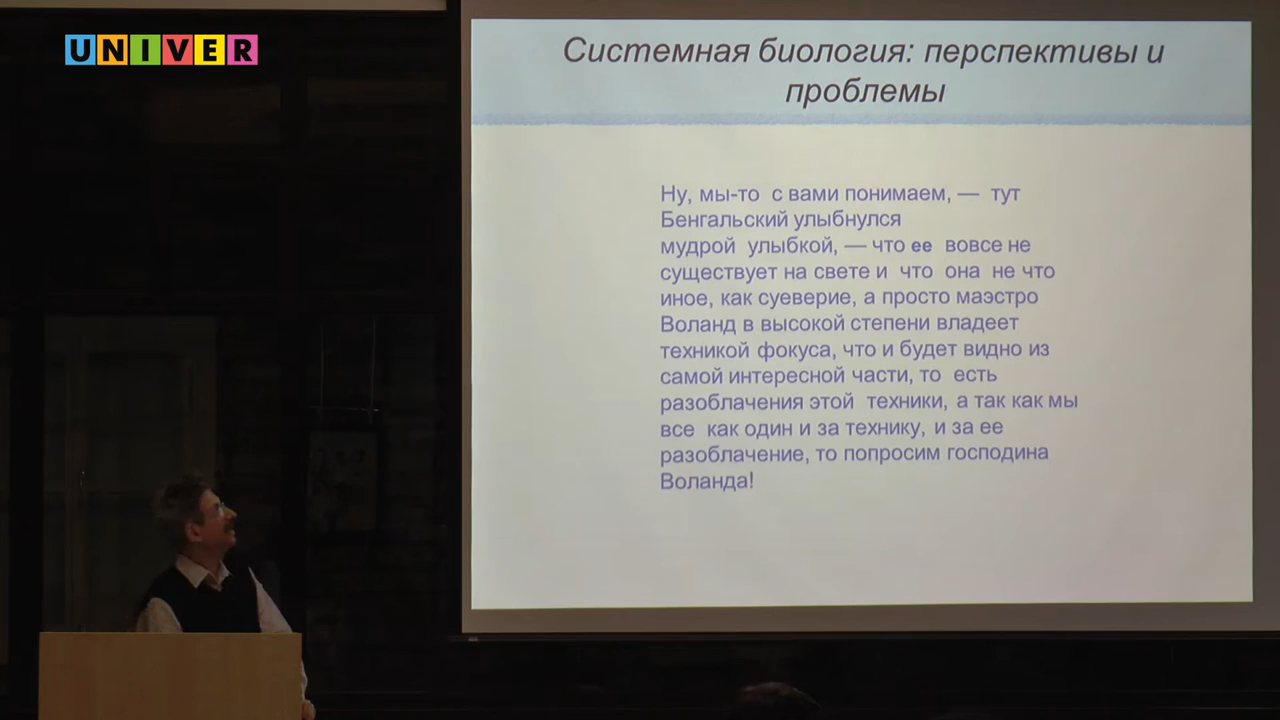 UNIVER
Системная биология: перспективы и
проблемы
Ну, мы-то с вами понимаем, — тут
Бенгальский улыбнулся
мудрой улыбкой, — что ее вовсе не
существует на свете и что она не что
иное, как суеверие, а просто маэстро
Воланд в высокой степени владеет
техникой фокуса, что и будет видно из
самой интересной части, то есть
разоблачения этой техники, а так как мы
все как один и за технику, и за ее
разоблачение, то попросим господина
Воланда!